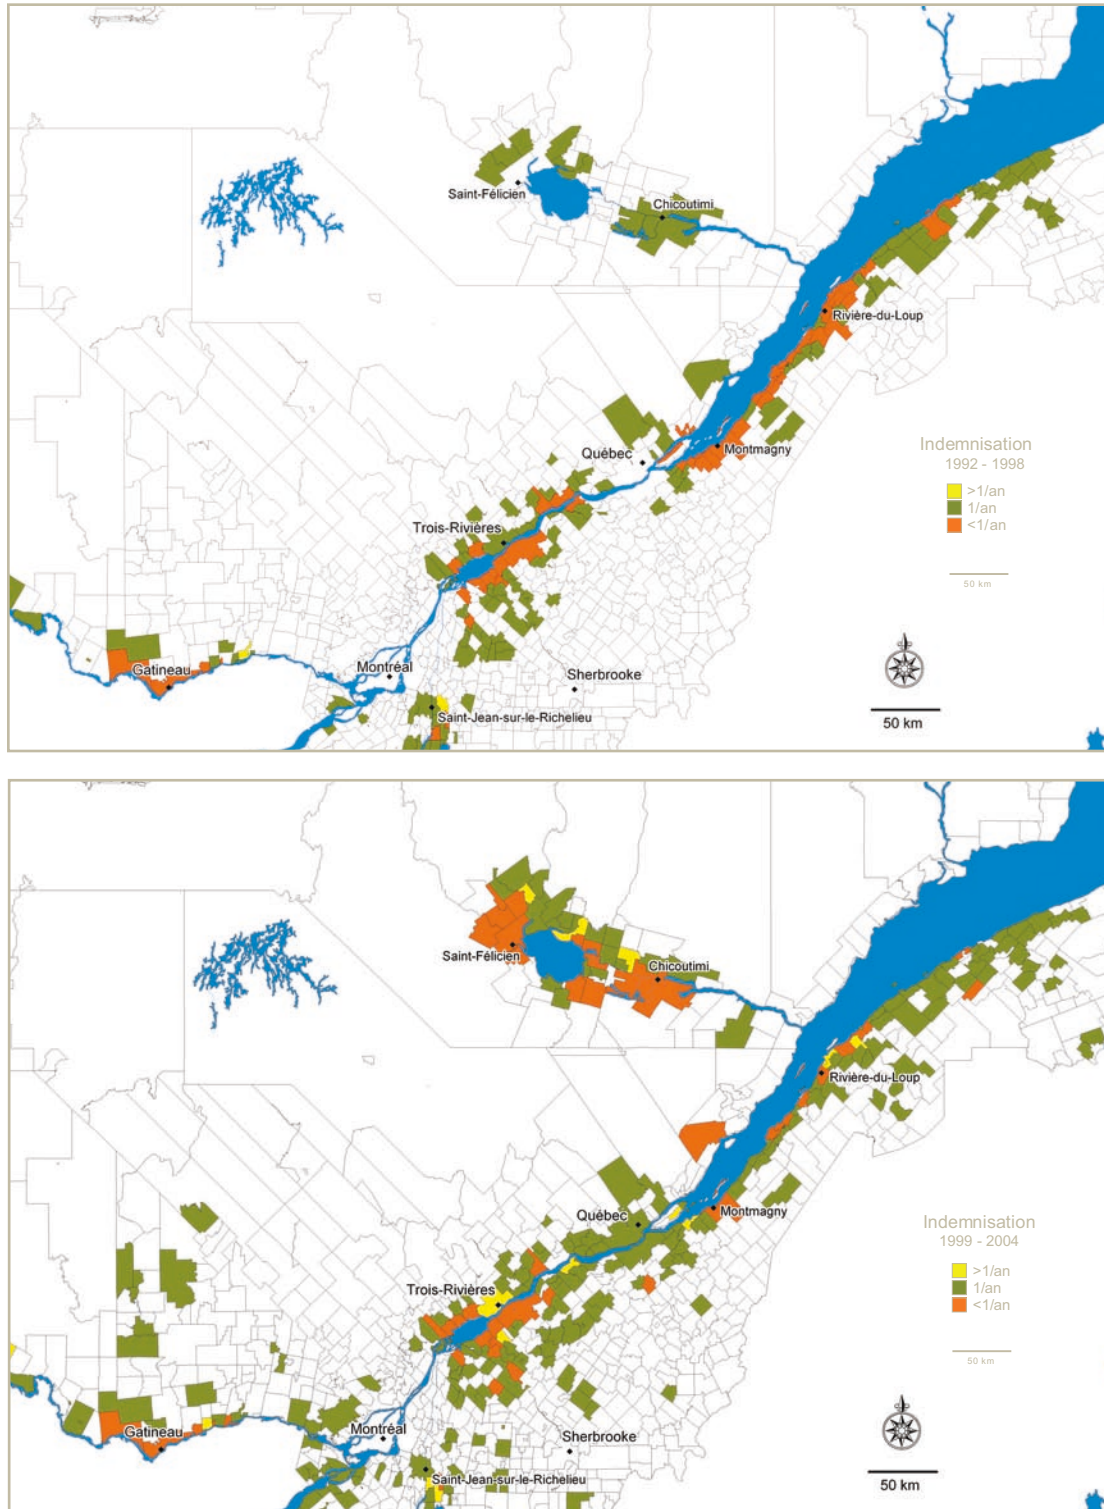 Saint-Félicien
Chicoutimi
Rivière-du-Loup
Montmagny
Québec
Trois-Rivières
Gatineau
Montréal
Sherbrooke
Saint-Jean-sur-le-Richelieu
Indemnisation
1992 - 1998
>1/an
1/an
<1/an
50 km
50 km
Saint-Félicien
Chicoutimi
Rivière-du-Loup
Montmagny
Québec
Trois-Rivières
Gatineau
Montréal
Sherbrooke
Saint-Jean-sur-le-Richelieu
Indemnisation
1999 - 2004
>1/an
1/an
<1/an
50 km
50 km